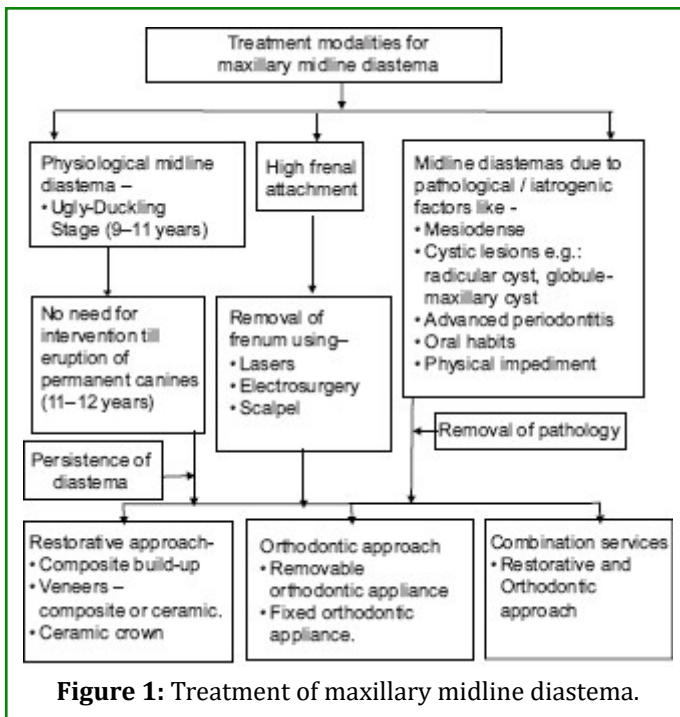 Treatment modalities for
maxillary midline diastema
Physiological midline
diastema –
• Ugly-Duckling
Stage (9–11 years)
High frenal
attachment
Midline diastemas due to
pathological / iatrogenic
factors like -
• Mesiodense
• Cystic lesions e.g.:
radicular cyst, globule-
maxillary cyst
• Advanced periodontitis
• Oral habits
• Physical impediment
No need for
intervention till
eruption of
permanent canines
(11–12 years)
Removal of
frenum using–
• Lasers
• Electrosurgery
• Scalpel
Removal of pathology
Persistence of
diastema
Restorative approach-
• Composite build-up
• Veneers –
composite or ceramic.
• Ceramic crown
Orthodontic approach
• Removable
orthodontic appliance
• Fixed orthodontic
appliance.
Combination services
• Restorative and
Orthodontic
approach
Figure 1: Treatment of maxillary midline diastema.